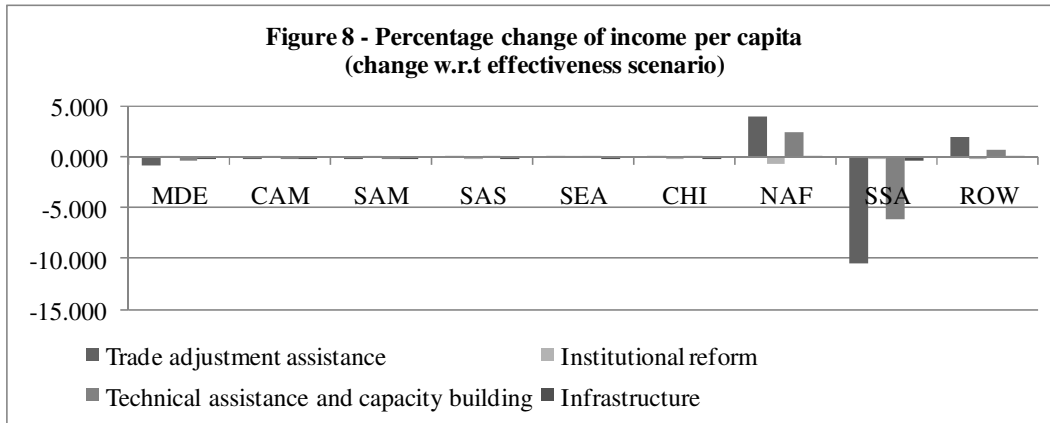 Figure 8 - Percentage change of income per capita
(change w.r.t effectiveness scenario)
5.000
0.000
MDE CAM SAM SAS SEA CHI NAF SSA ROW
-5.000
-10.000
-15.000
Trade adjustment assistance Institutional reform
Technical assistance and capacity building Infrastructure